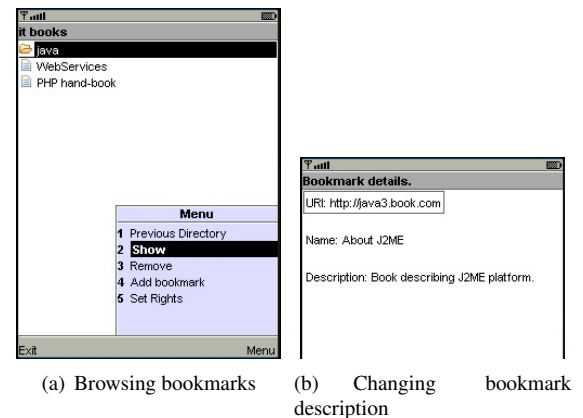 it books
java
WebServices
PHP hand-book
Menu
1 Previous Directory
2 Show
3 Remove
4 Add bookmark
5 Set Rights
Exit Menu
(a) Browsing bookmarks
Bookmark details.
URI: http://java3.book.com
Name: About J2ME
Description: Book describing J2ME platform.
(b) Changing bookmark
description